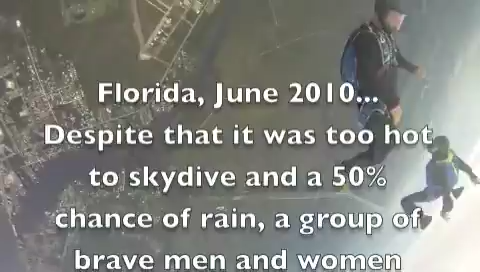 Florida, June 2010...
Despite that it was too hot
to skydive and a 50%
chance of rain, a group of
brave men and women